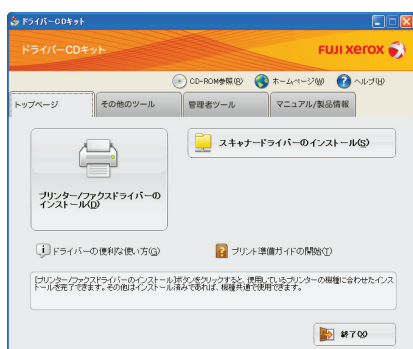 ドライバーCDキット
ドライバーCDキット
FUJI XEROX
CD-ROM参照(R) ホームページ(W) ヘルプ(H)
トップページ その他のツール 管理者ツール マニュアル/製品情報
スキャナードライバーのインストール(S)
プリンター/ファクスドライバーの
インストール(D)
ドライバーの便利な使い方(G) プリント準備ガイドの開始(T)
[プリンター/ファクスドライバーのインストール]ボタンをクリックすると、使用しているプリンターの機種に合わせたインス
トールを完了できます。その他はインストール済みであれば、機種共通で使用できます。
終了(X)